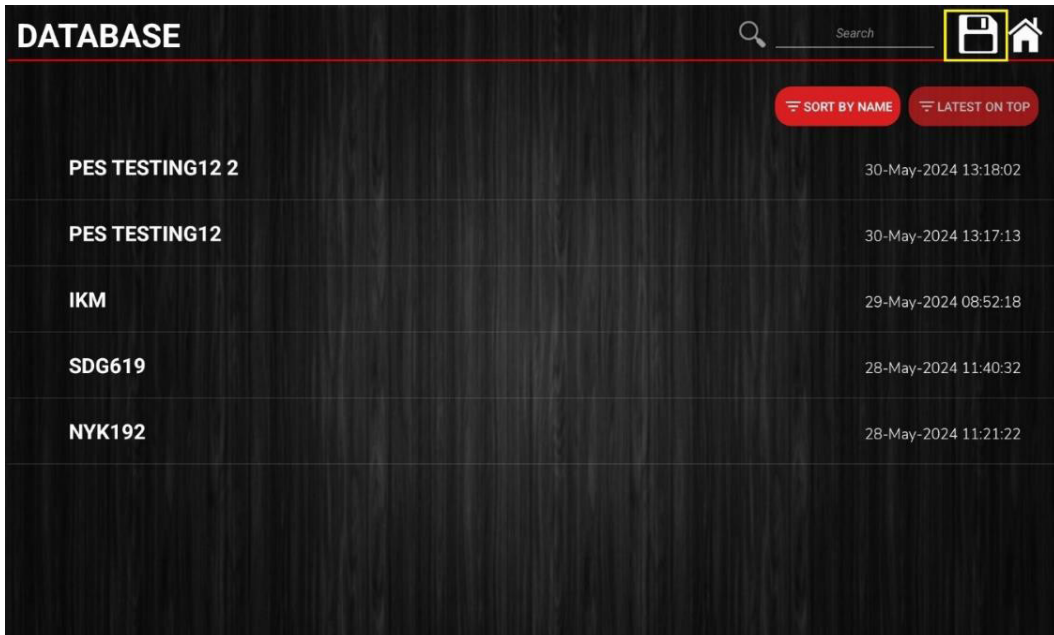 DATABASE
Search
SORT BY NAME
LATEST ON TOP
PES TESTING12 2
30-May-2024 13:18:02
PES TESTING12
30-May-2024 13:17:13
IKM
29-May-2024 08:52:18
SDG619
28-May-2024 11:40:32
NYK192
28-May-2024 11:21:22